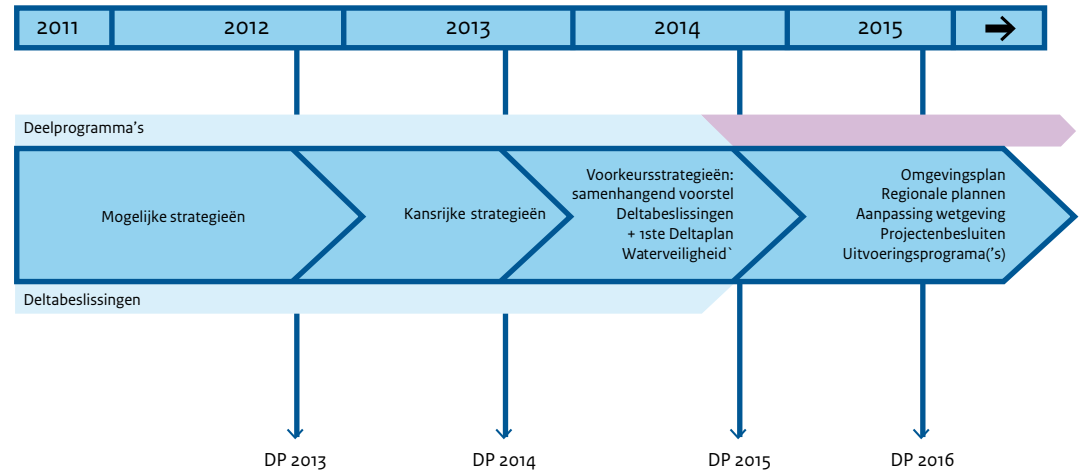 2011 2012 2013 2014 2015
Deelprogramma's
Mogelijke strategieën
Kansrijke strategieën
Voorkeursstrategieën:
samenhangend voorstel
Deltabeslissingen
+ 1ste Deltaplan
Waterveiligheid`
Omgevingsplan
Regionale plannen
Aanpassing wetgeving
Projectenbesluiten
Uitvoeringsprograma('s)
Deltabeslissingen
DP 2013 DP 2014 DP 2015 DP 2016